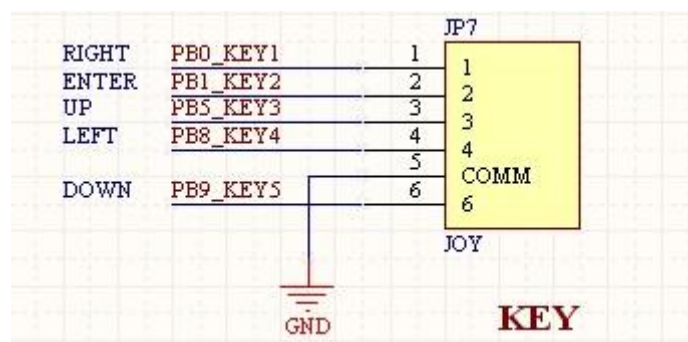 JP7
RIGHT PB0_KEY1 1 1
ENTER PB1_KEY2 2 2
UP PB5_KEY3 3 3
LEFT PB8_KEY4 4 4
5 COMM
DOWN PB9_KEY5 6 6
JOY
GND
KEY